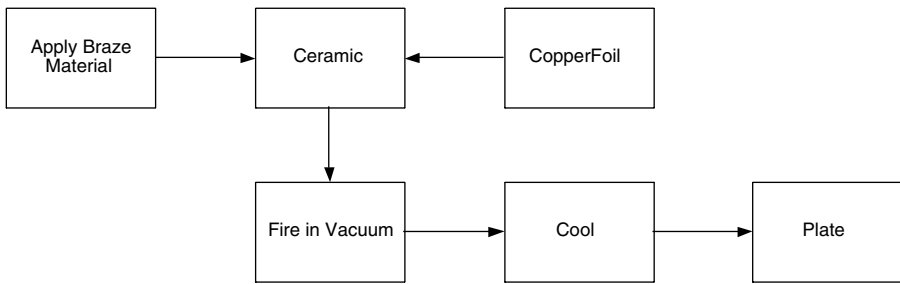 Apply Braze
Material
Ceramic
CopperFoil
Fire in Vacuum
Cool
Plate